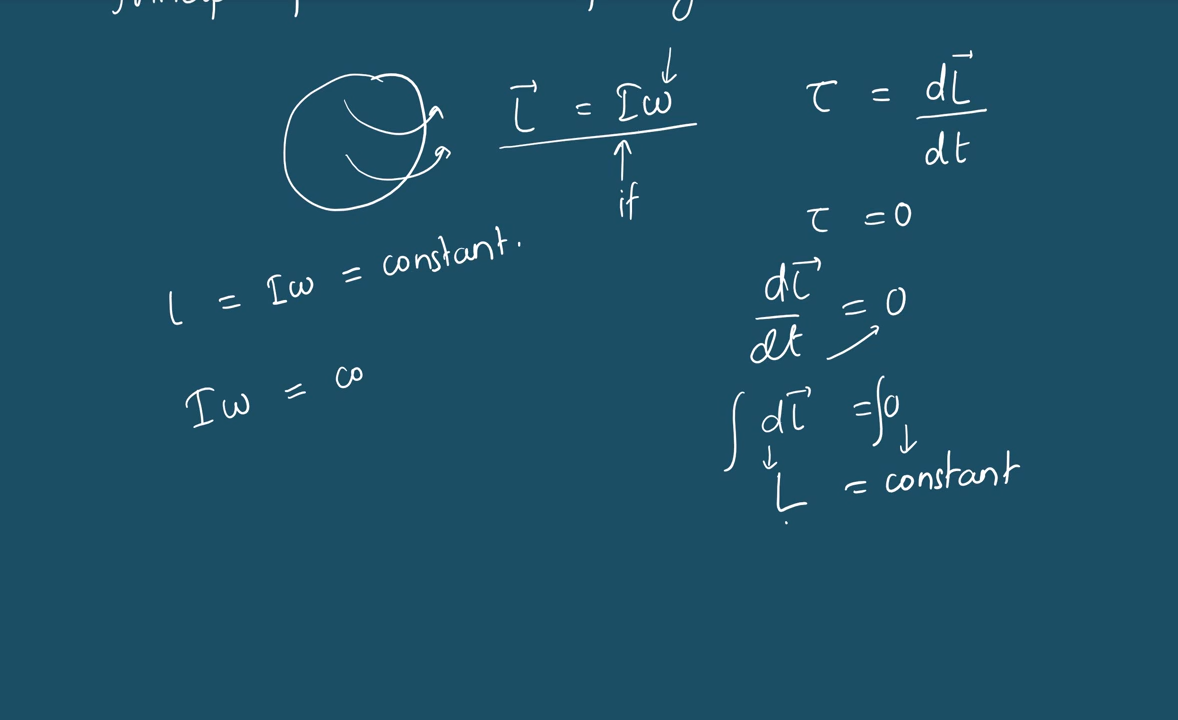 L⃗ = Iω
if
L = Iω = constant.
Iω = co
τ = dL⃗/dt
τ = 0
dL⃗/dt = 0
∫ dL⃗ = ∫0
L = constant